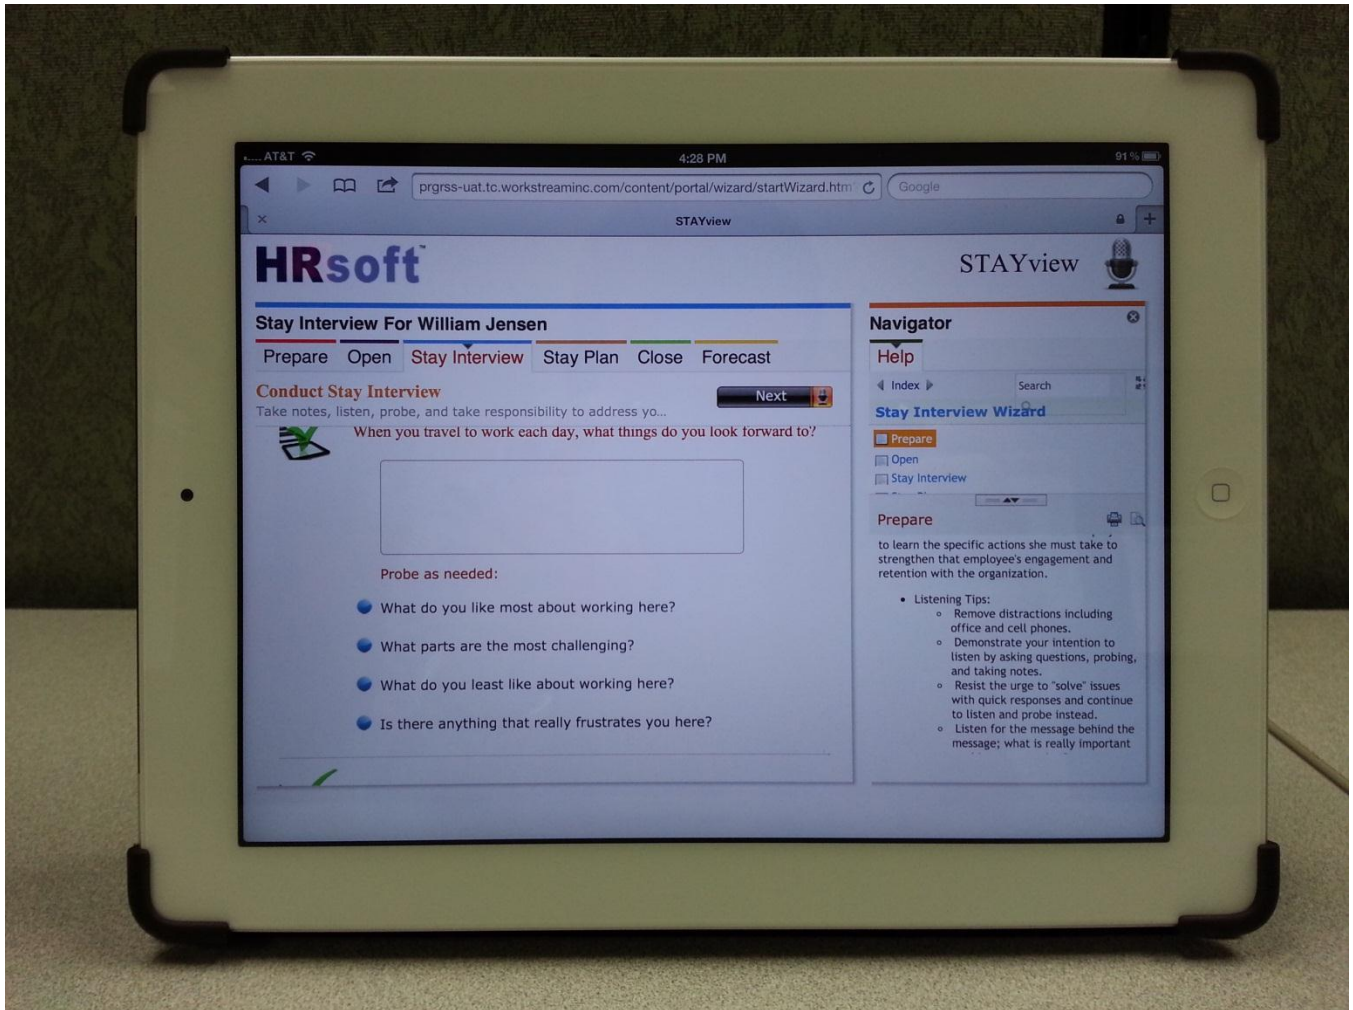 ..... AT&T
4:28 PM
91%
prgrss-uat.tc.workstreaminc.com/content/portal/wizard/startWizard.htm
Google
STAYview
HRsoft™
STAYview
Stay Interview For William Jensen
Prepare Open Stay Interview Stay Plan Close Forecast
Conduct Stay Interview
Next
Take notes, listen, probe, and take responsibility to address yo...
When you travel to work each day, what things do you look forward to?
Probe as needed:
What do you like most about working here?
What parts are the most challenging?
What do you least like about working here?
Is there anything that really frustrates you here?
Navigator
Help
Index
Search
Stay Interview Wizard
Prepare
Open
Stay Interview
Prepare
to learn the specific actions she must take to
strengthen that employee's engagement and
retention with the organization.
• Listening Tips:
Remove distractions including
office and cell phones.
Demonstrate your intention to
listen by asking questions, probing,
and taking notes.
Resist the urge to "solve" issues
with quick responses and continue
to listen and probe instead.
Listen for the message behind the
message; what is really important